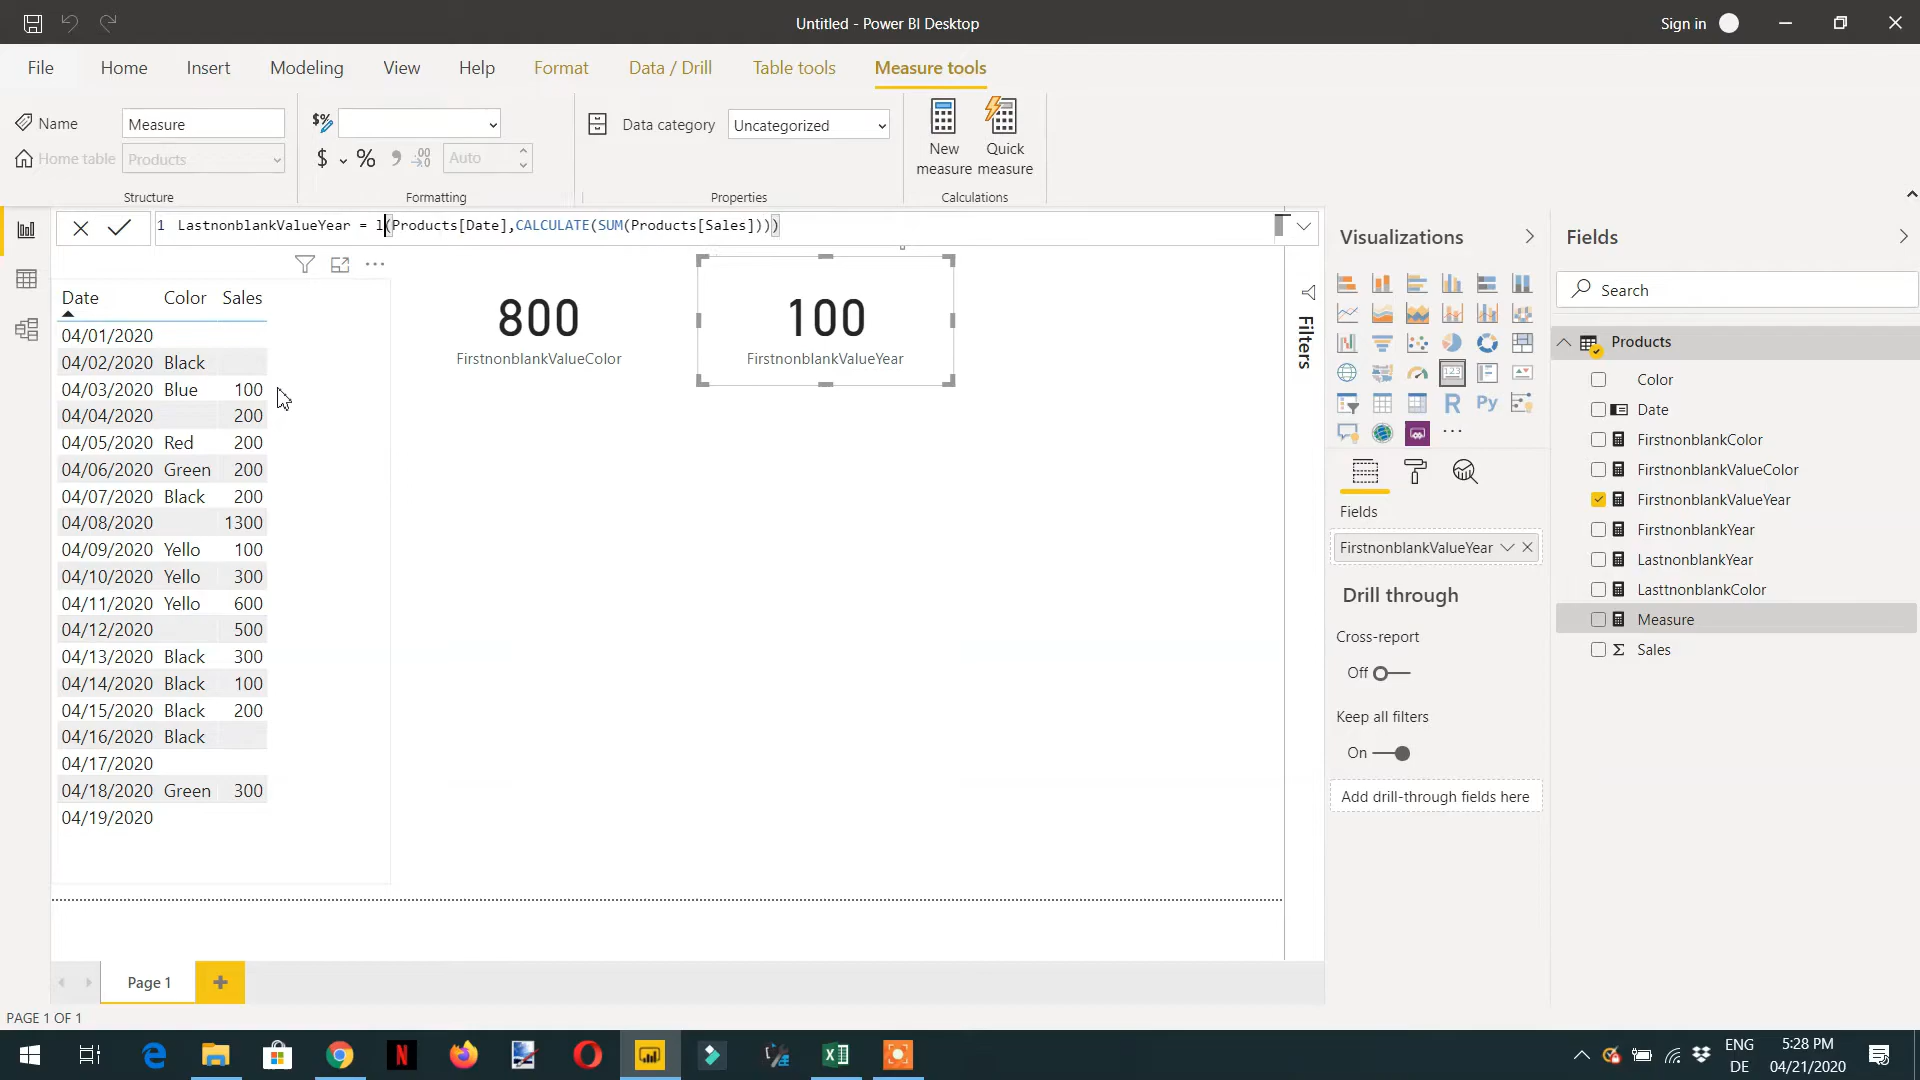 Untitled - Power BI Desktop
Sign in
File Home Insert Modeling View Help Format Data / Drill Table tools Measure tools
Name Measure
Home table Products
Structure
$ % Auto
Formatting
Data category Uncategorized
Properties
New measure
Quick measure
Calculations
1 LastnonblankValueYear = l(Products[Date],CALCULATE(SUM(Products[Sales])))
Date Color Sales
04/01/2020
04/02/2020 Black
04/03/2020 Blue 100
04/04/2020 200
04/05/2020 Red 200
04/06/2020 Green 200
04/07/2020 Black 200
04/08/2020 1300
04/09/2020 Yello 100
04/10/2020 Yello 300
04/11/2020 Yello 600
04/12/2020 500
04/13/2020 Black 300
04/14/2020 Black 100
04/15/2020 Black 200
04/16/2020 Black
04/17/2020
04/18/2020 Green 300
04/19/2020
800
FirstnonblankValueColor
100
FirstnonblankValueYear
Filters
Visualizations
123
R Py
Fields
FirstnonblankValueYear
Drill through
Cross-report
Off
Keep all filters
On
Add drill-through fields here
Fields
Search
Products
Color
Date
FirstnonblankColor
FirstnonblankValueColor
FirstnonblankValueYear
FirstnonblankYear
LastnonblankYear
LasttnonblankColor
Measure
Sales
Page 1
PAGE 1 OF 1
ENG
DE
5:28 PM
04/21/2020